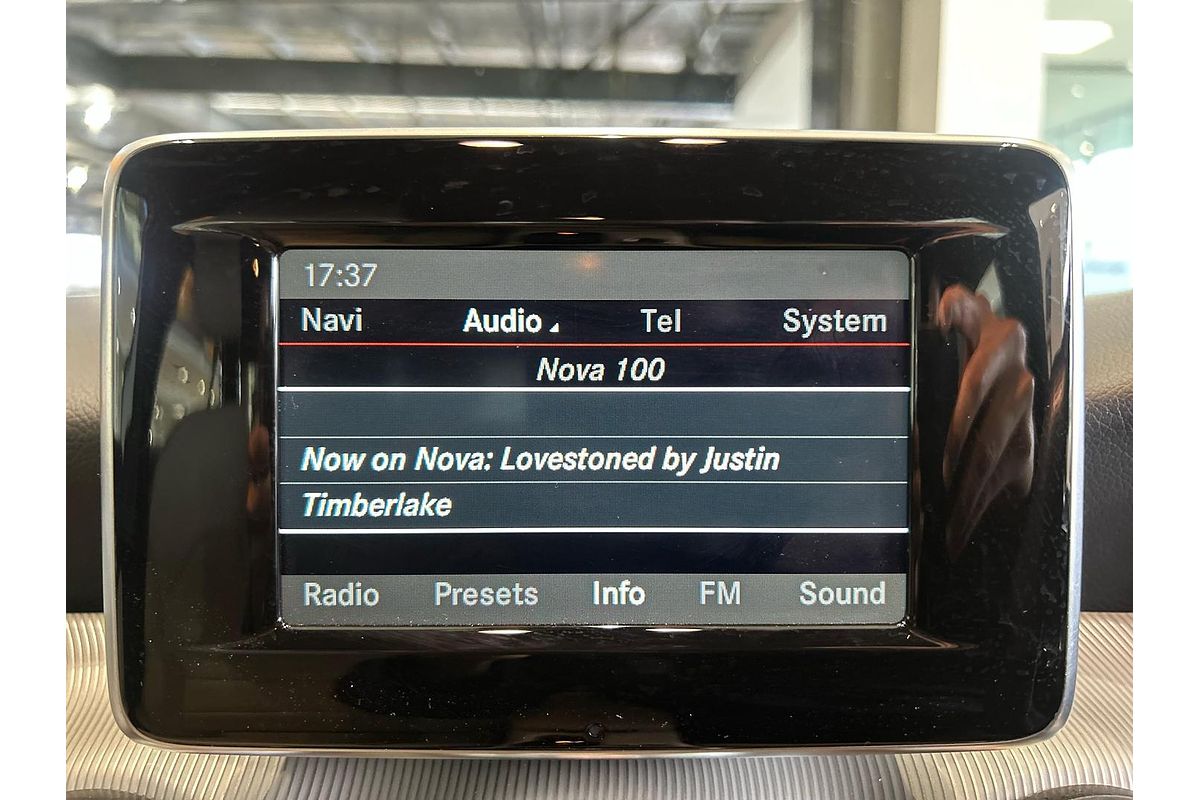 17:37
Navi Audio Tel System
Nova 100
Now on Nova: Lovestoned by Justin
Timberlake
Radio Presets Info FM Sound